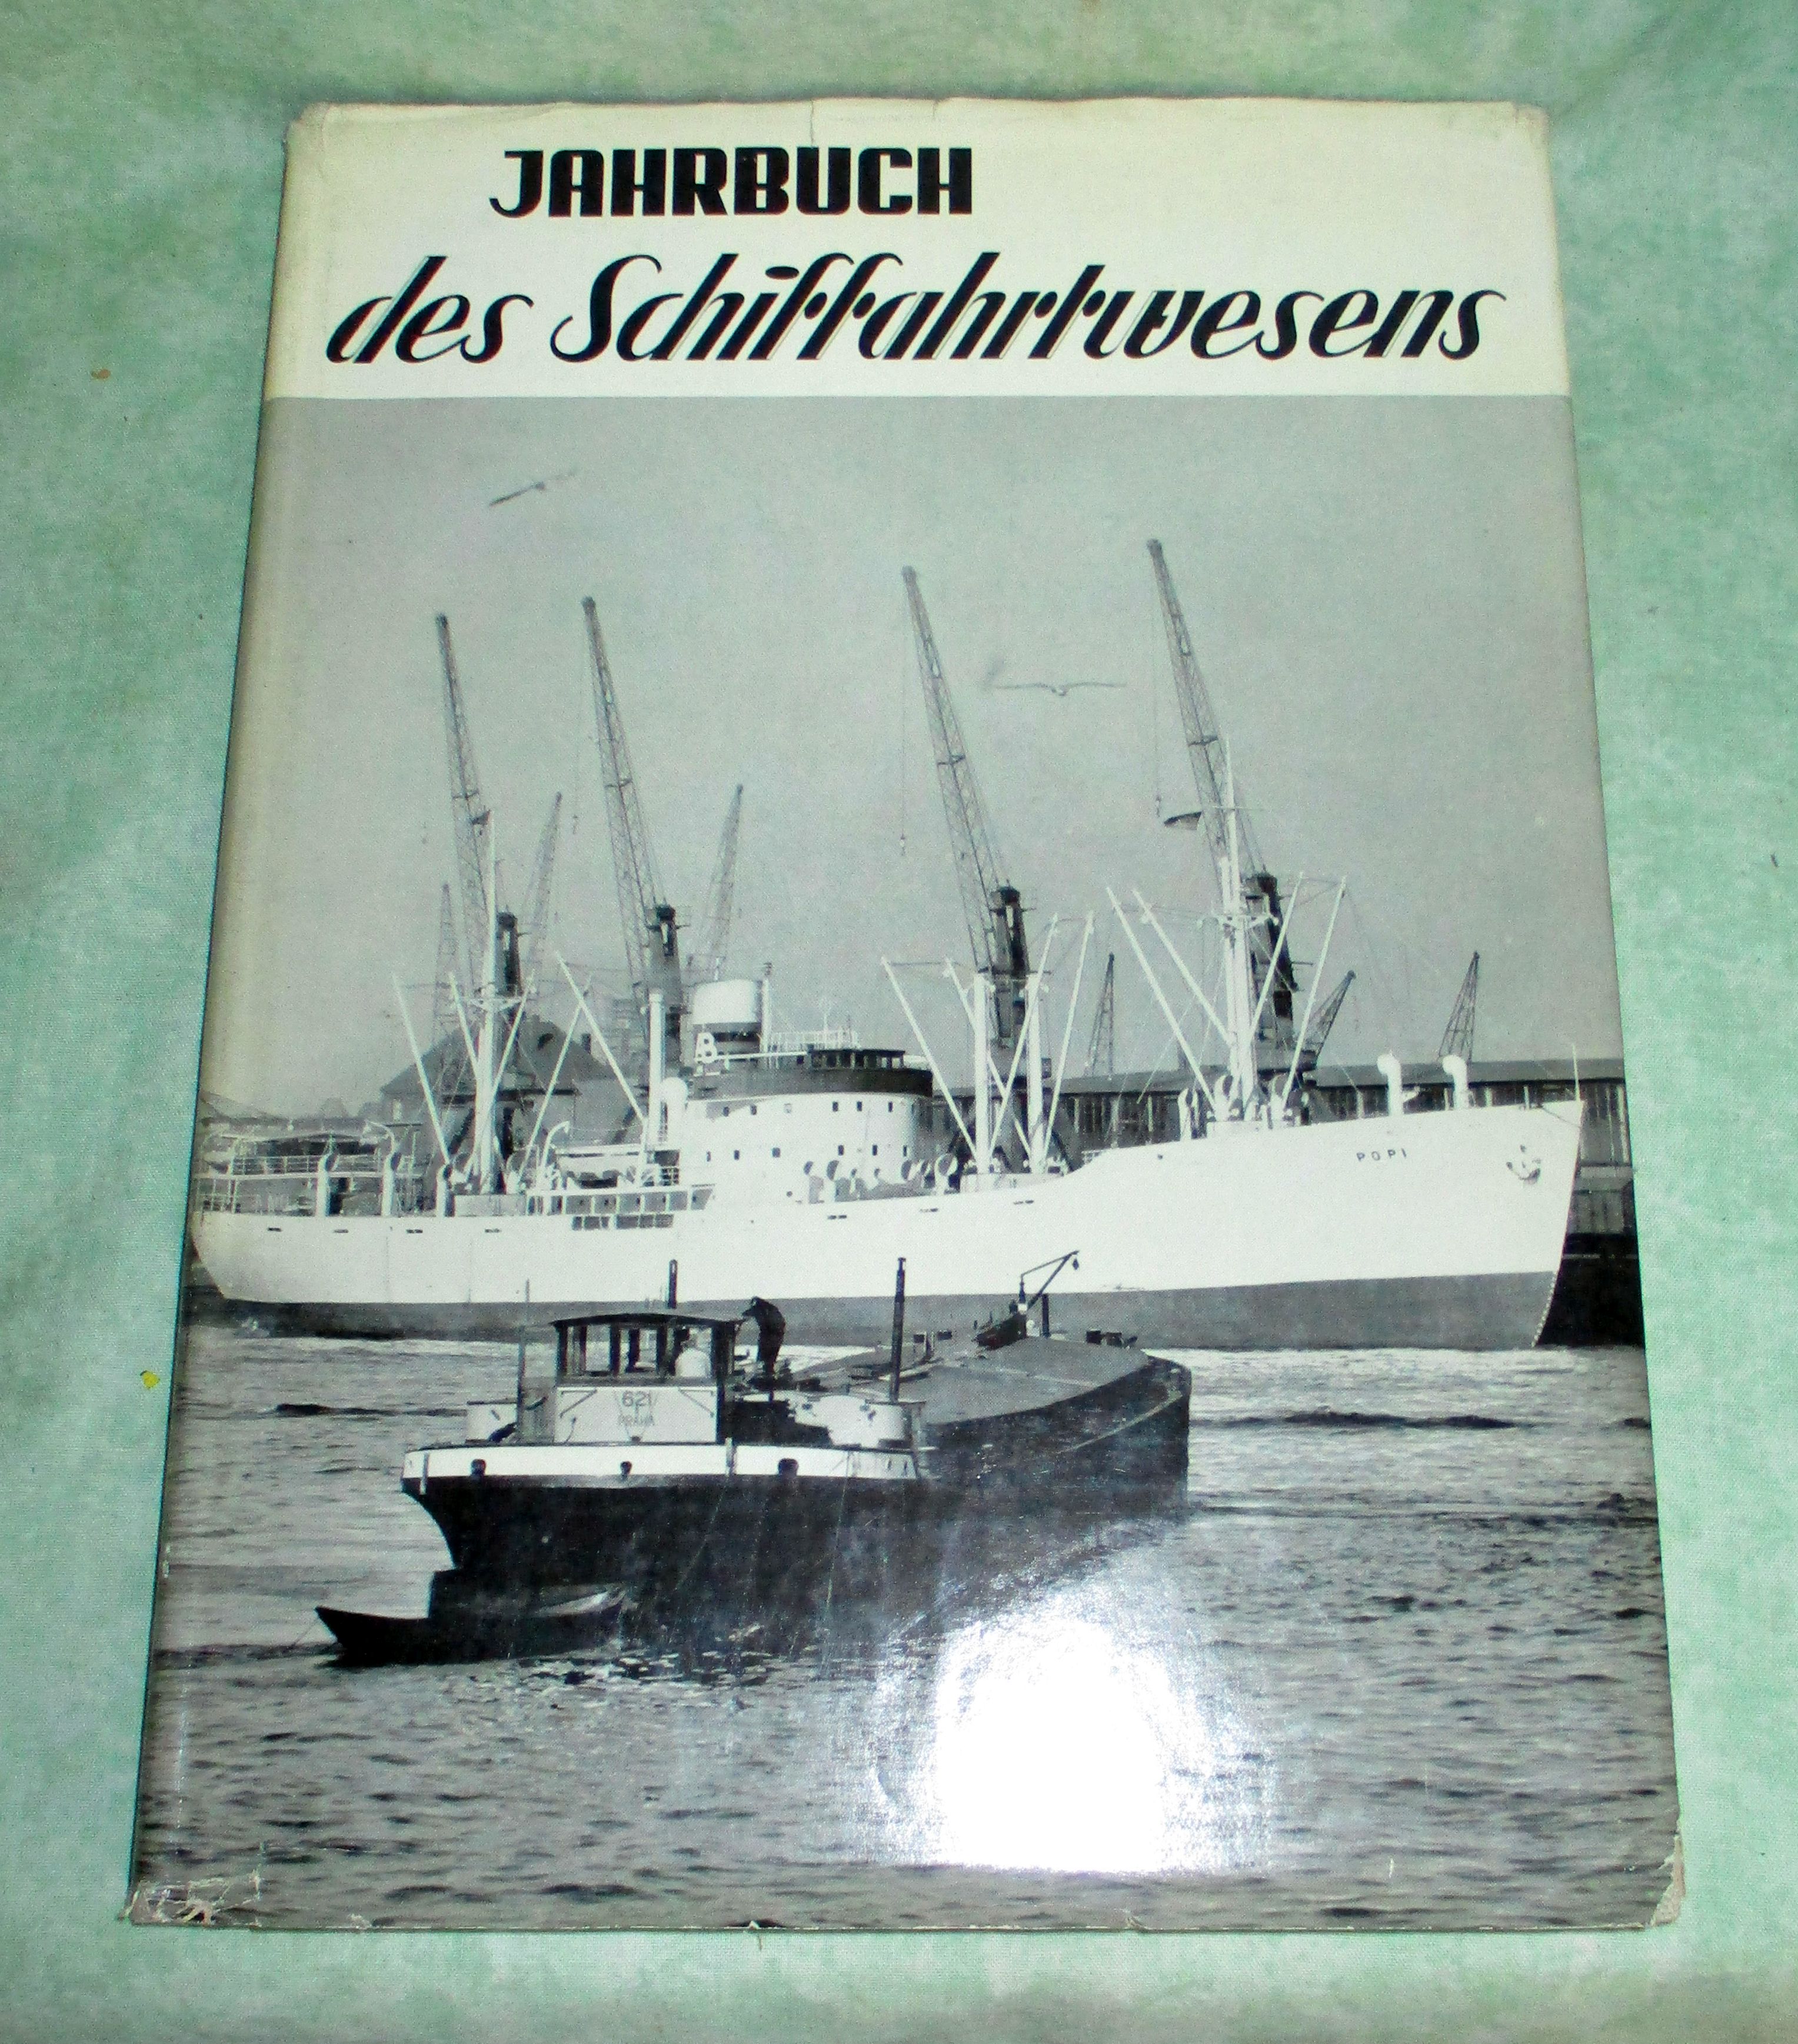 JAHRBUCH
des Schiffahrtwesens
B
POPI
621
PRAHA